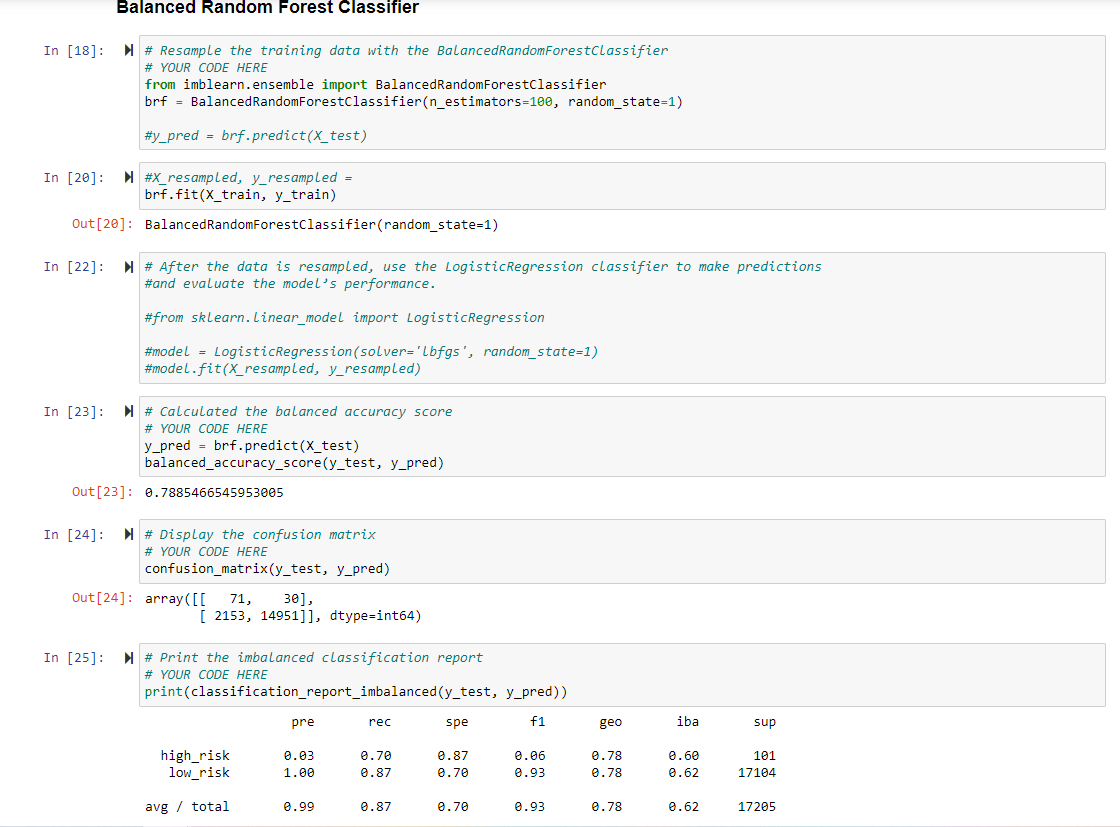 Balanced Random Forest Classifier
In [18]: # Resample the training data with the BalancedRandomForestClassifier
# YOUR CODE HERE
from imblearn.ensemble import BalancedRandomForestClassifier
brf = BalancedRandomForestClassifier(n_estimators=100, random_state=1)
#y_pred = brf.predict(X_test)
In [20]: #X_resampled, y_resampled =
brf.fit(X_train, y_train)
Out[20]: BalancedRandomForestClassifier(random_state=1)
In [22]: # After the data is resampled, use the LogisticRegression classifier to make predictions
#and evaluate the model’s performance.
#from sklearn.linear_model import LogisticRegression
#model = LogisticRegression(solver='lbfgs', random_state=1)
#model.fit(X_resampled, y_resampled)
In [23]: # Calculated the balanced accuracy score
# YOUR CODE HERE
y_pred = brf.predict(X_test)
balanced_accuracy_score(y_test, y_pred)
Out[23]: 0.7885466545953005
In [24]: # Display the confusion matrix
# YOUR CODE HERE
confusion_matrix(y_test, y_pred)
Out[24]: array([[   71,    30],
[ 2153, 14951]], dtype=int64)
In [25]: # Print the imbalanced classification report
# YOUR CODE HERE
print(classification_report_imbalanced(y_test, y_pred))
pre rec spe f1 geo iba sup
high_risk 0.03 0.70 0.87 0.06 0.78 0.60 101
low_risk 1.00 0.87 0.70 0.93 0.78 0.62 17104
avg / total 0.99 0.87 0.70 0.93 0.78 0.62 17205